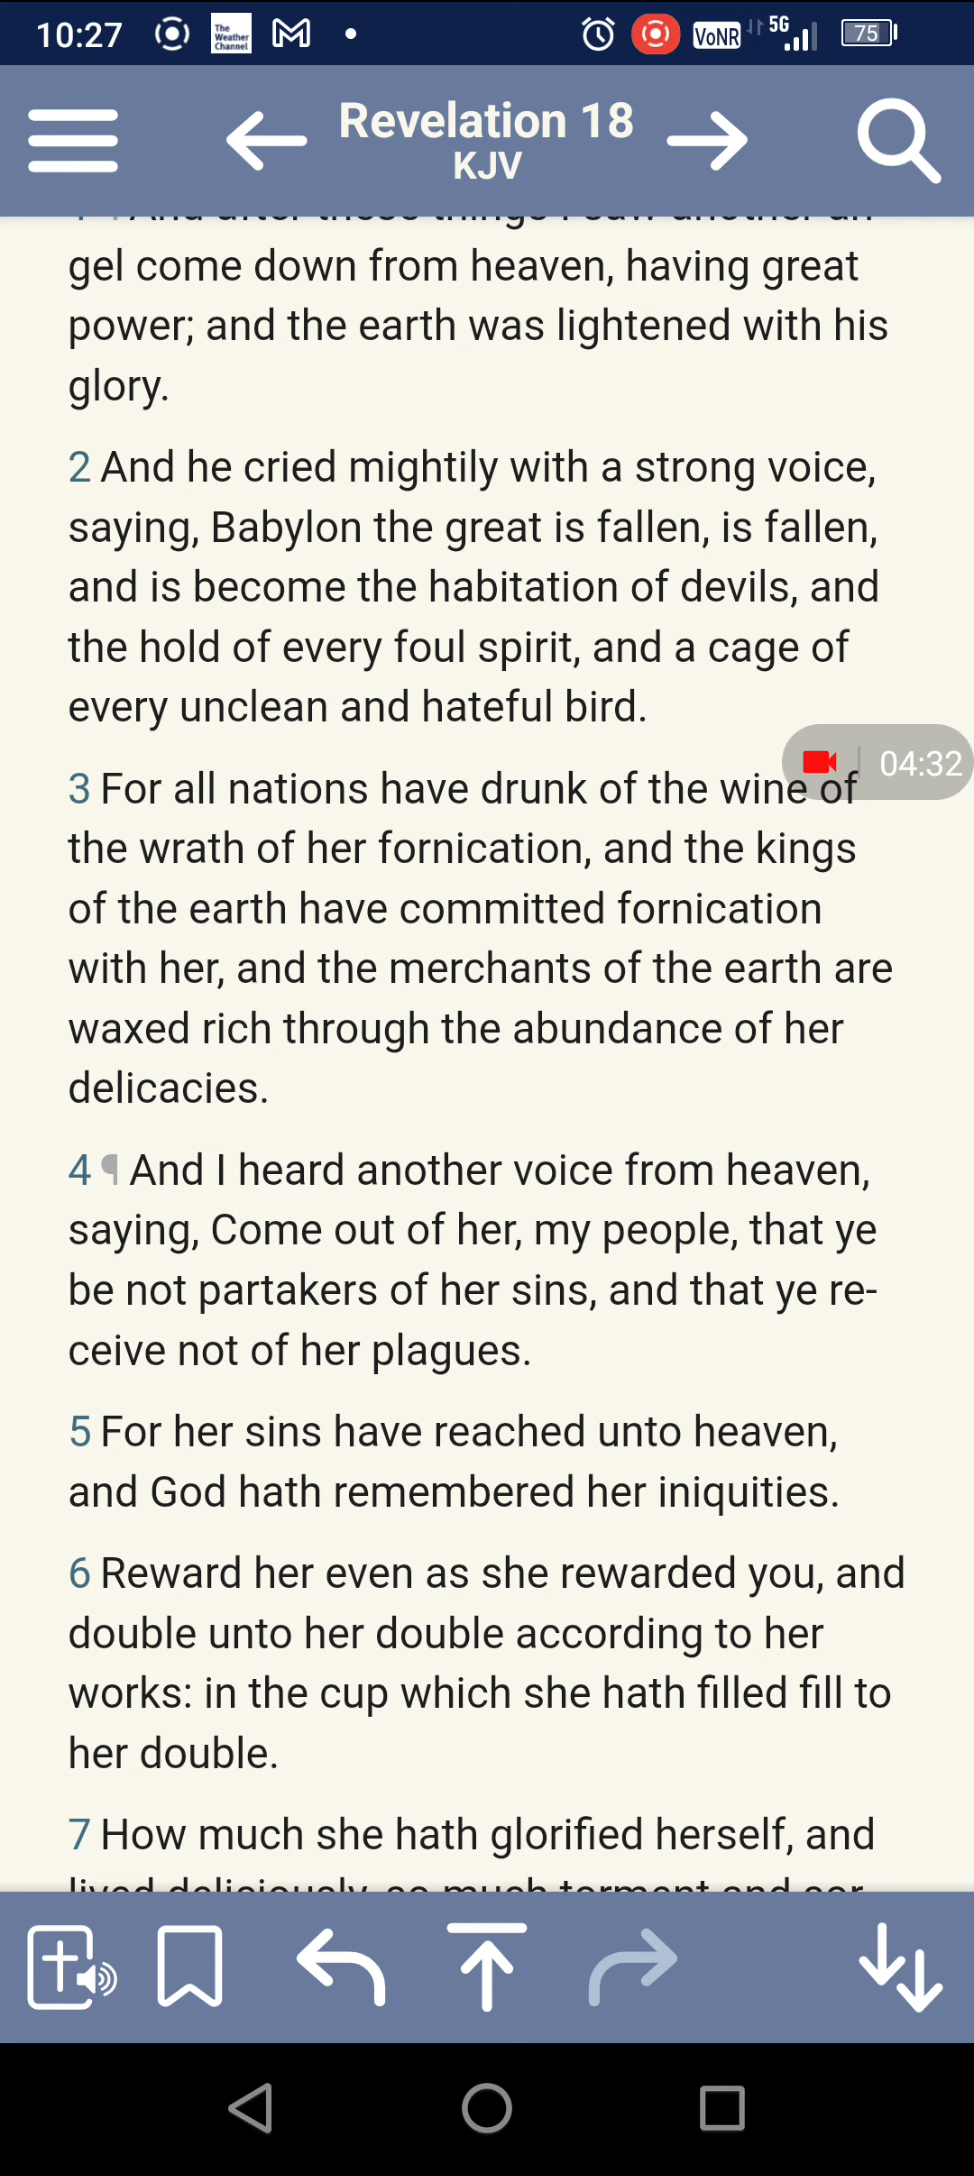 10:27
The
Weather
Channel
VoNR
5G
75
Revelation 18
KJV
gel come down from heaven, having great
power; and the earth was lightened with his
glory.
2 And he cried mightily with a strong voice,
saying, Babylon the great is fallen, is fallen,
and is become the habitation of devils, and
the hold of every foul spirit, and a cage of
every unclean and hateful bird.
04:32
3 For all nations have drunk of the wine of
the wrath of her fornication, and the kings
of the earth have committed fornication
with her, and the merchants of the earth are
waxed rich through the abundance of her
delicacies.
4 ¶ And I heard another voice from heaven,
saying, Come out of her, my people, that ye
be not partakers of her sins, and that ye re-
ceive not of her plagues.
5 For her sins have reached unto heaven,
and God hath remembered her iniquities.
6 Reward her even as she rewarded you, and
double unto her double according to her
works: in the cup which she hath filled fill to
her double.
7 How much she hath glorified herself, and